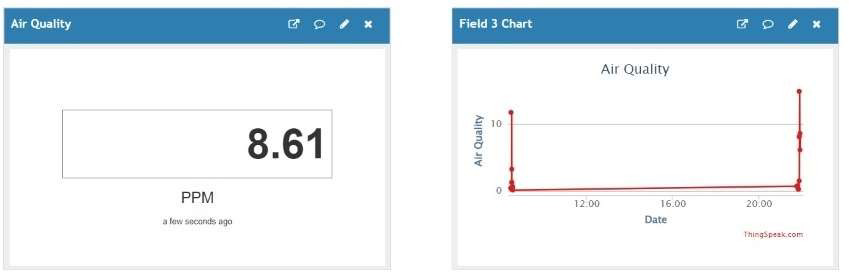 Air Quality
8.61
PPM
a few seconds ago
Field 3 Chart
Air Quality
Air Quality
10
0
12:00 16:00 20:00
Date
ThingSpeak.com